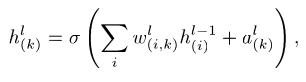 h^l_{(k)} = σ ( ∑_i w^l_{(i,k)} h^{l-1}_{(i)} + a^l_{(k)} ) ,